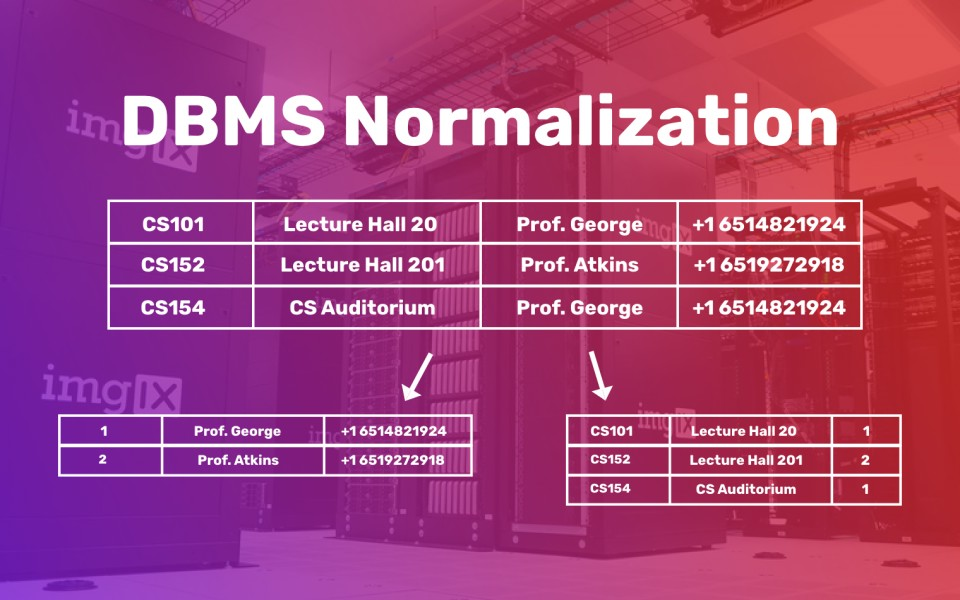 DBMS Normalization
CS101 Lecture Hall 20 Prof. George +1 6514821924
CS152 Lecture Hall 201 Prof. Atkins +1 6519272918
CS154 CS Auditorium Prof. George +1 6514821924
1 Prof. George +1 6514821924
2 Prof. Atkins +1 6519272918
CS101 Lecture Hall 20 1
CS152 Lecture Hall 201 2
CS154 CS Auditorium 1
imgIX
imgIX
imgIX
imgIX
imgIX